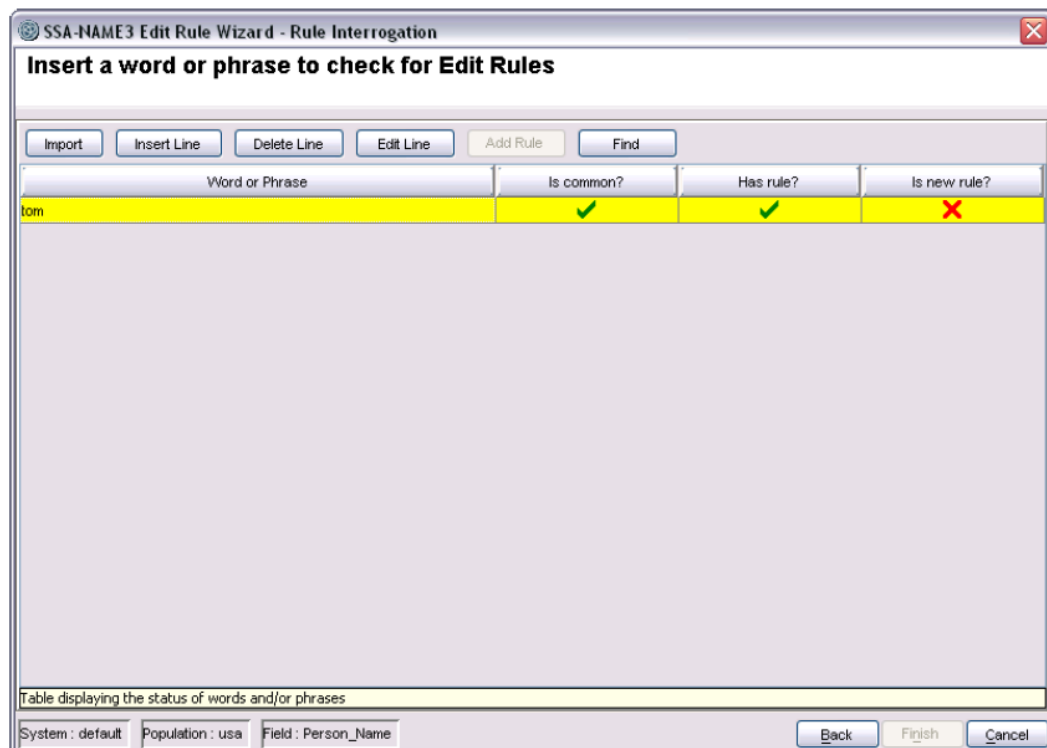 SSA-NAME3 Edit Rule Wizard - Rule Interrogation
Insert a word or phrase to check for Edit Rules
Import Insert Line Delete Line Edit Line Add Rule Find
Word or Phrase Is common? Has rule? Is new rule?
tom
Table displaying the status of words and/or phrases
System : default Population : usa Field : Person_Name Back Finish Cancel